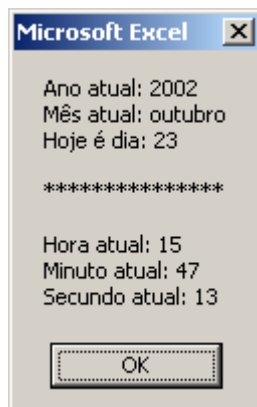 Microsoft Excel
Ano atual: 2002
Mês atual: outubro
Hoje é dia: 23
***************
Hora atual: 15
Minuto atual: 47
Secundo atual: 13
OK